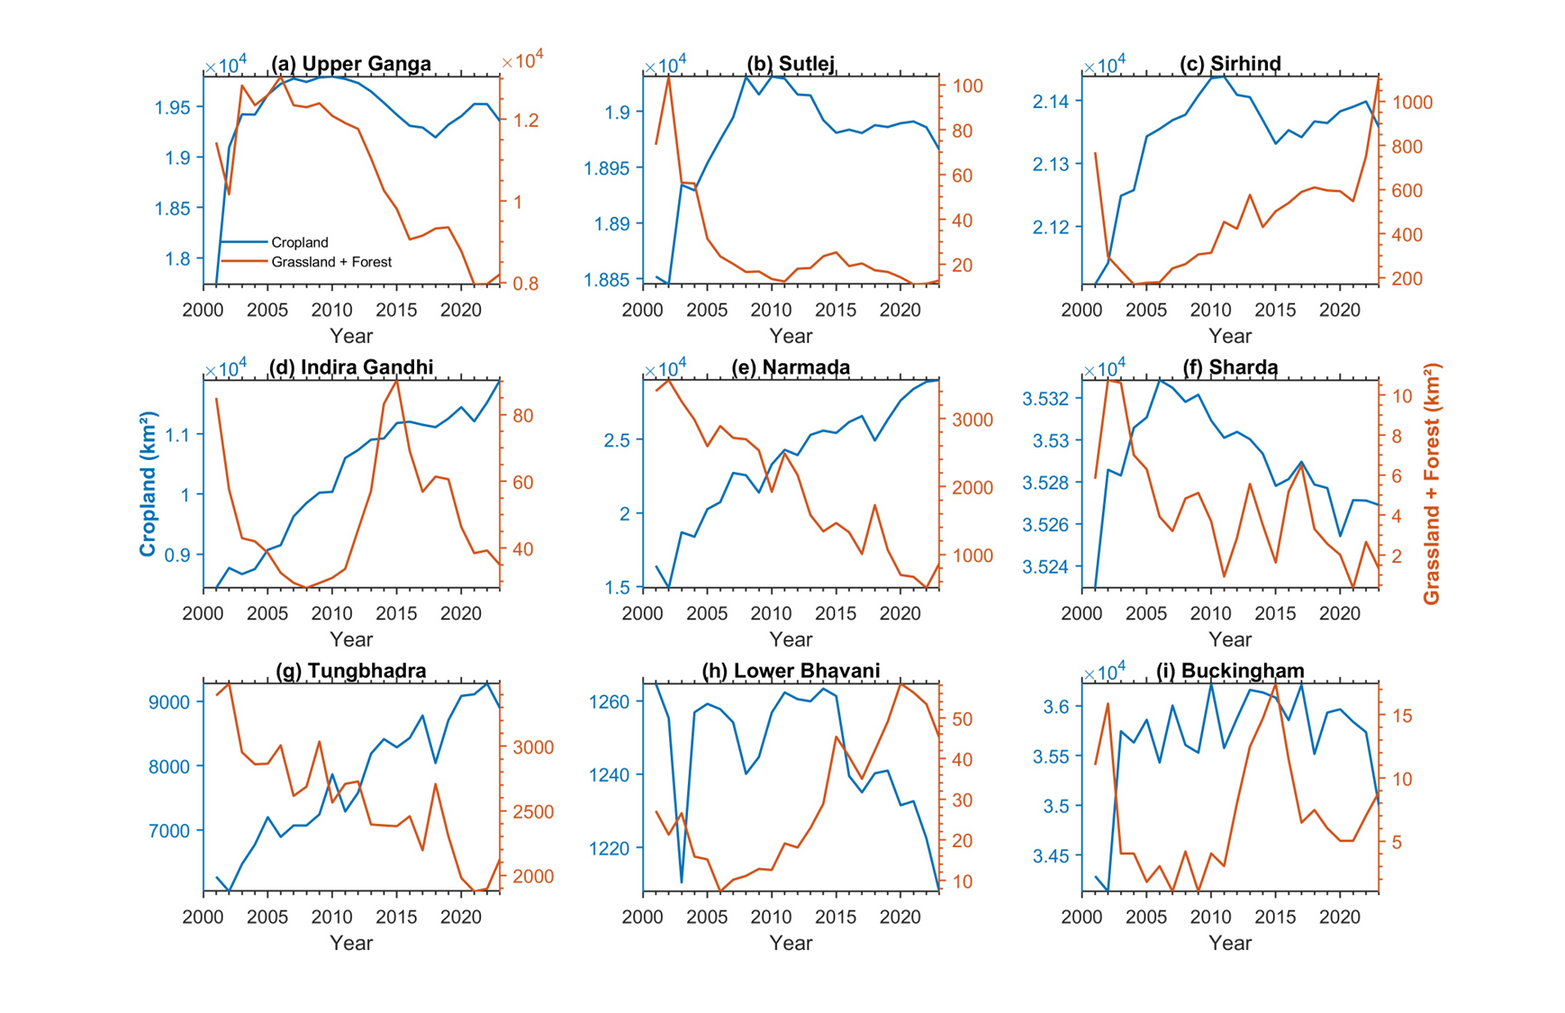 (a) Upper Ganga
×10⁴
×10⁴
1.95
1.9
1.85
1.8
1.2
1
0.8
Cropland
Grassland + Forest
2000 2005 2010 2015 2020
Year
(b) Sutlej
×10⁴
1.9
1.895
1.89
1.885
100
80
60
40
20
2000 2005 2010 2015 2020
Year
(c) Sirhind
×10⁴
2.14
2.13
2.12
1000
800
600
400
200
2000 2005 2010 2015 2020
Year
Cropland (km²)
(d) Indira Gandhi
×10⁴
1.1
1
0.9
80
60
40
2000 2005 2010 2015 2020
Year
(e) Narmada
×10⁴
2.5
2
1.5
3000
2000
1000
2000 2005 2010 2015 2020
Year
(f) Sharda
×10⁴
3.532
3.53
3.528
3.526
3.524
10
8
6
4
2
2000 2005 2010 2015 2020
Year
Grassland + Forest (km²)
(g) Tungbhadra
9000
8000
7000
3000
2500
2000
2000 2005 2010 2015 2020
Year
(h) Lower Bhavani
1260
1240
1220
50
40
30
20
10
2000 2005 2010 2015 2020
Year
(i) Buckingham
×10⁴
3.6
3.55
3.5
3.45
15
10
5
2000 2005 2010 2015 2020
Year